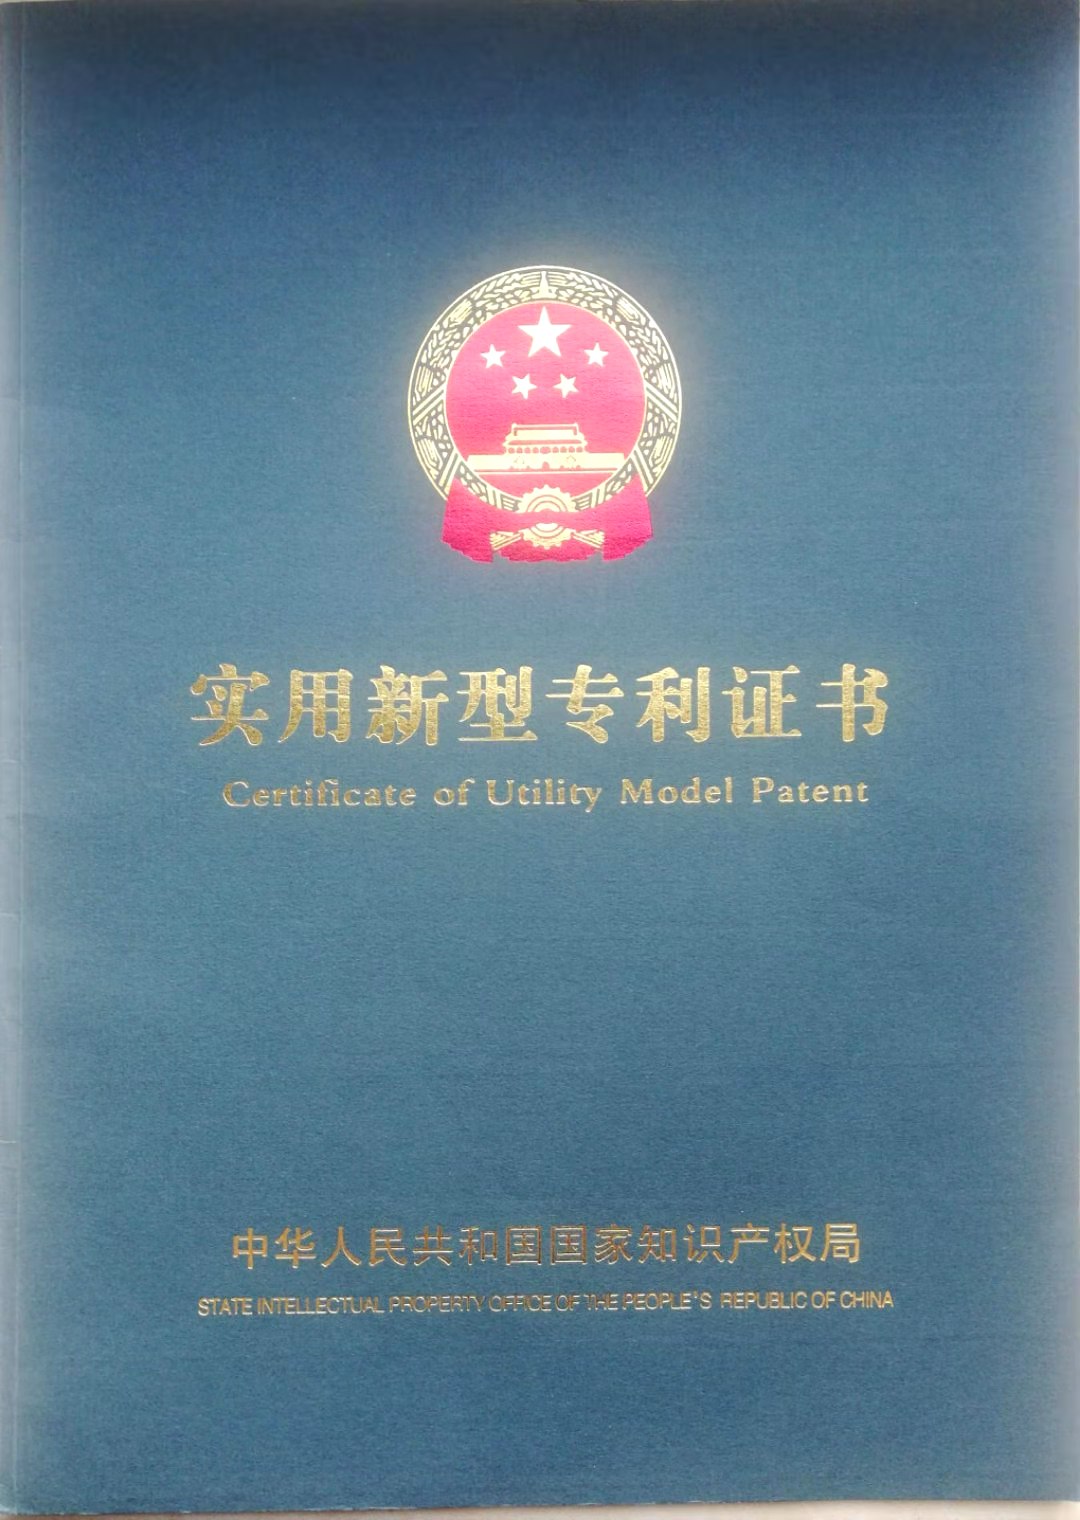 实用新型专利证书
Certificate of Utility Model Patent
中华人民共和国国家知识产权局
STATE INTELLECTUAL PROPERTY OFFICE OF THE PEOPLE'S REPUBLIC OF CHINA